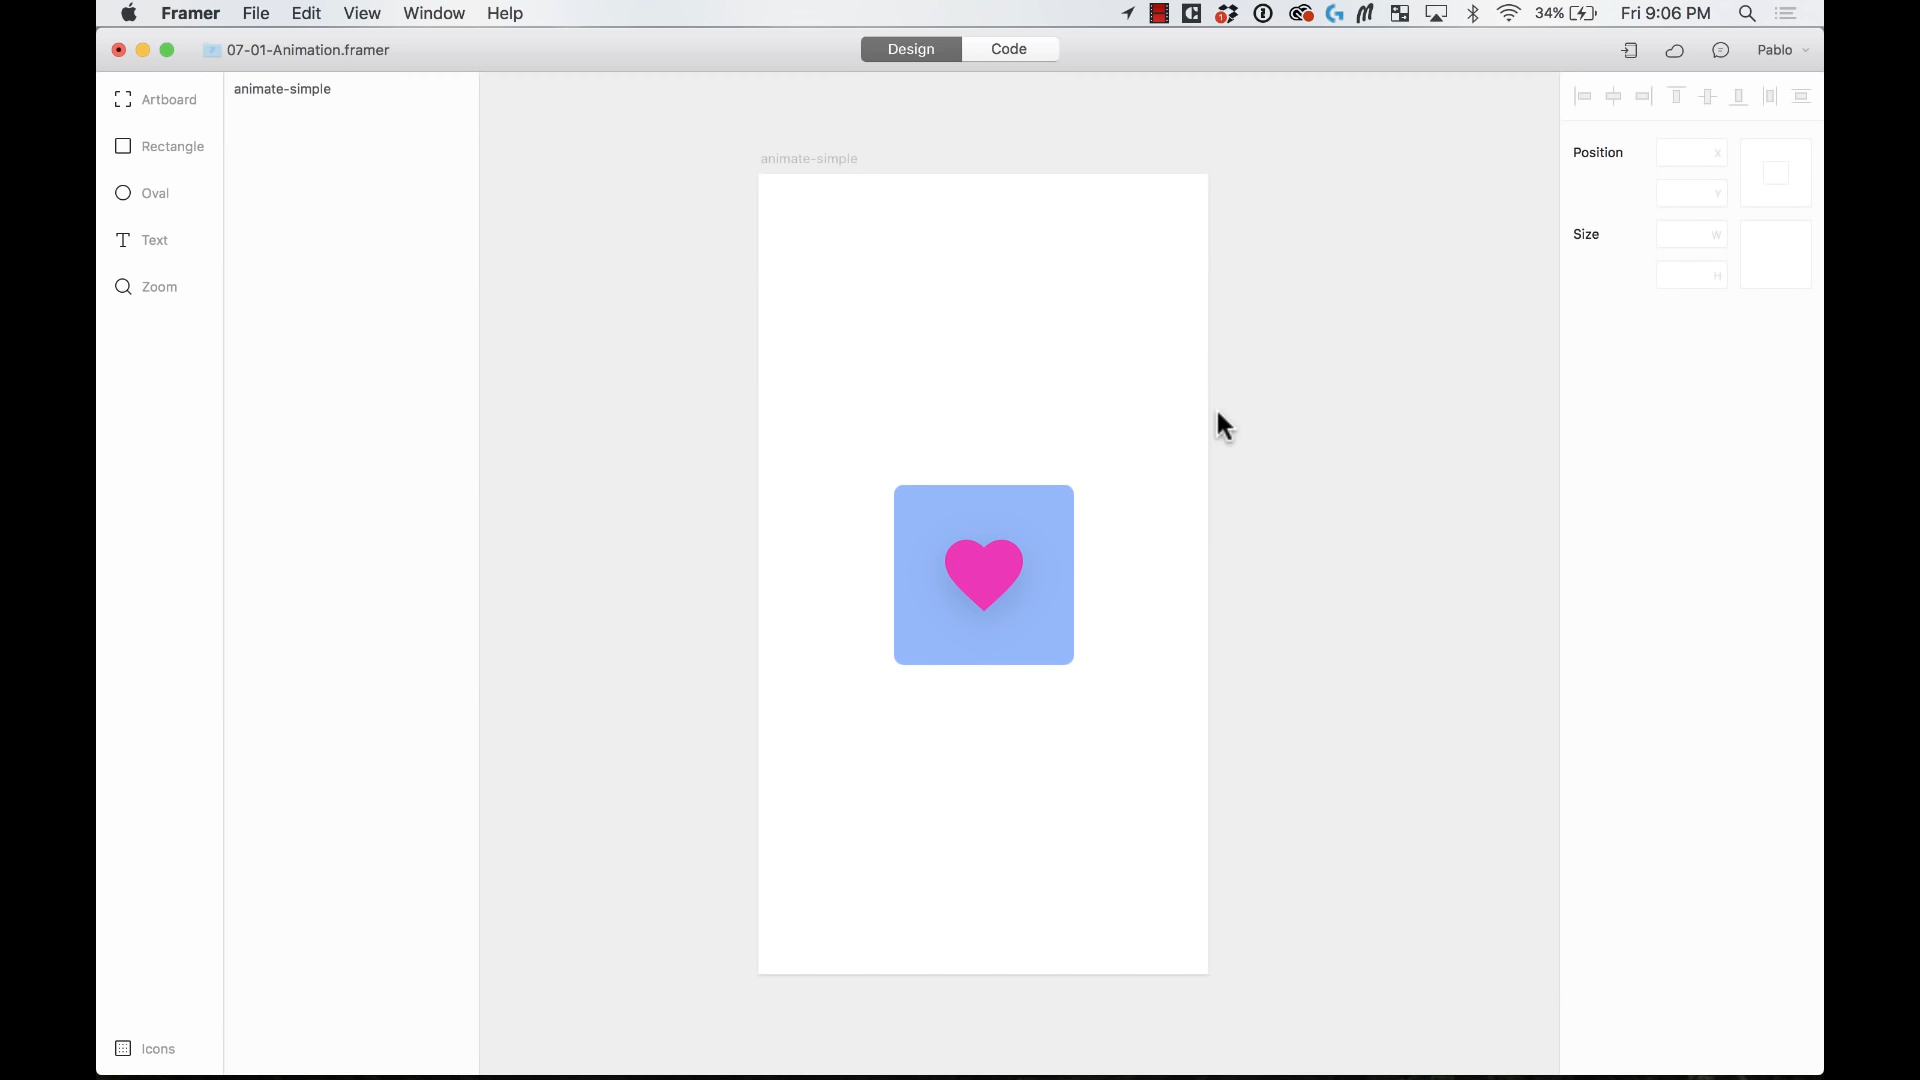 Framer File Edit View Window Help 34% Fri 9:06 PM
07-01-Animation.framer Design Code Pablo
Artboard
Rectangle
Oval
Text
Zoom
Icons
animate-simple
animate-simple
Position X
Y
Size W
H